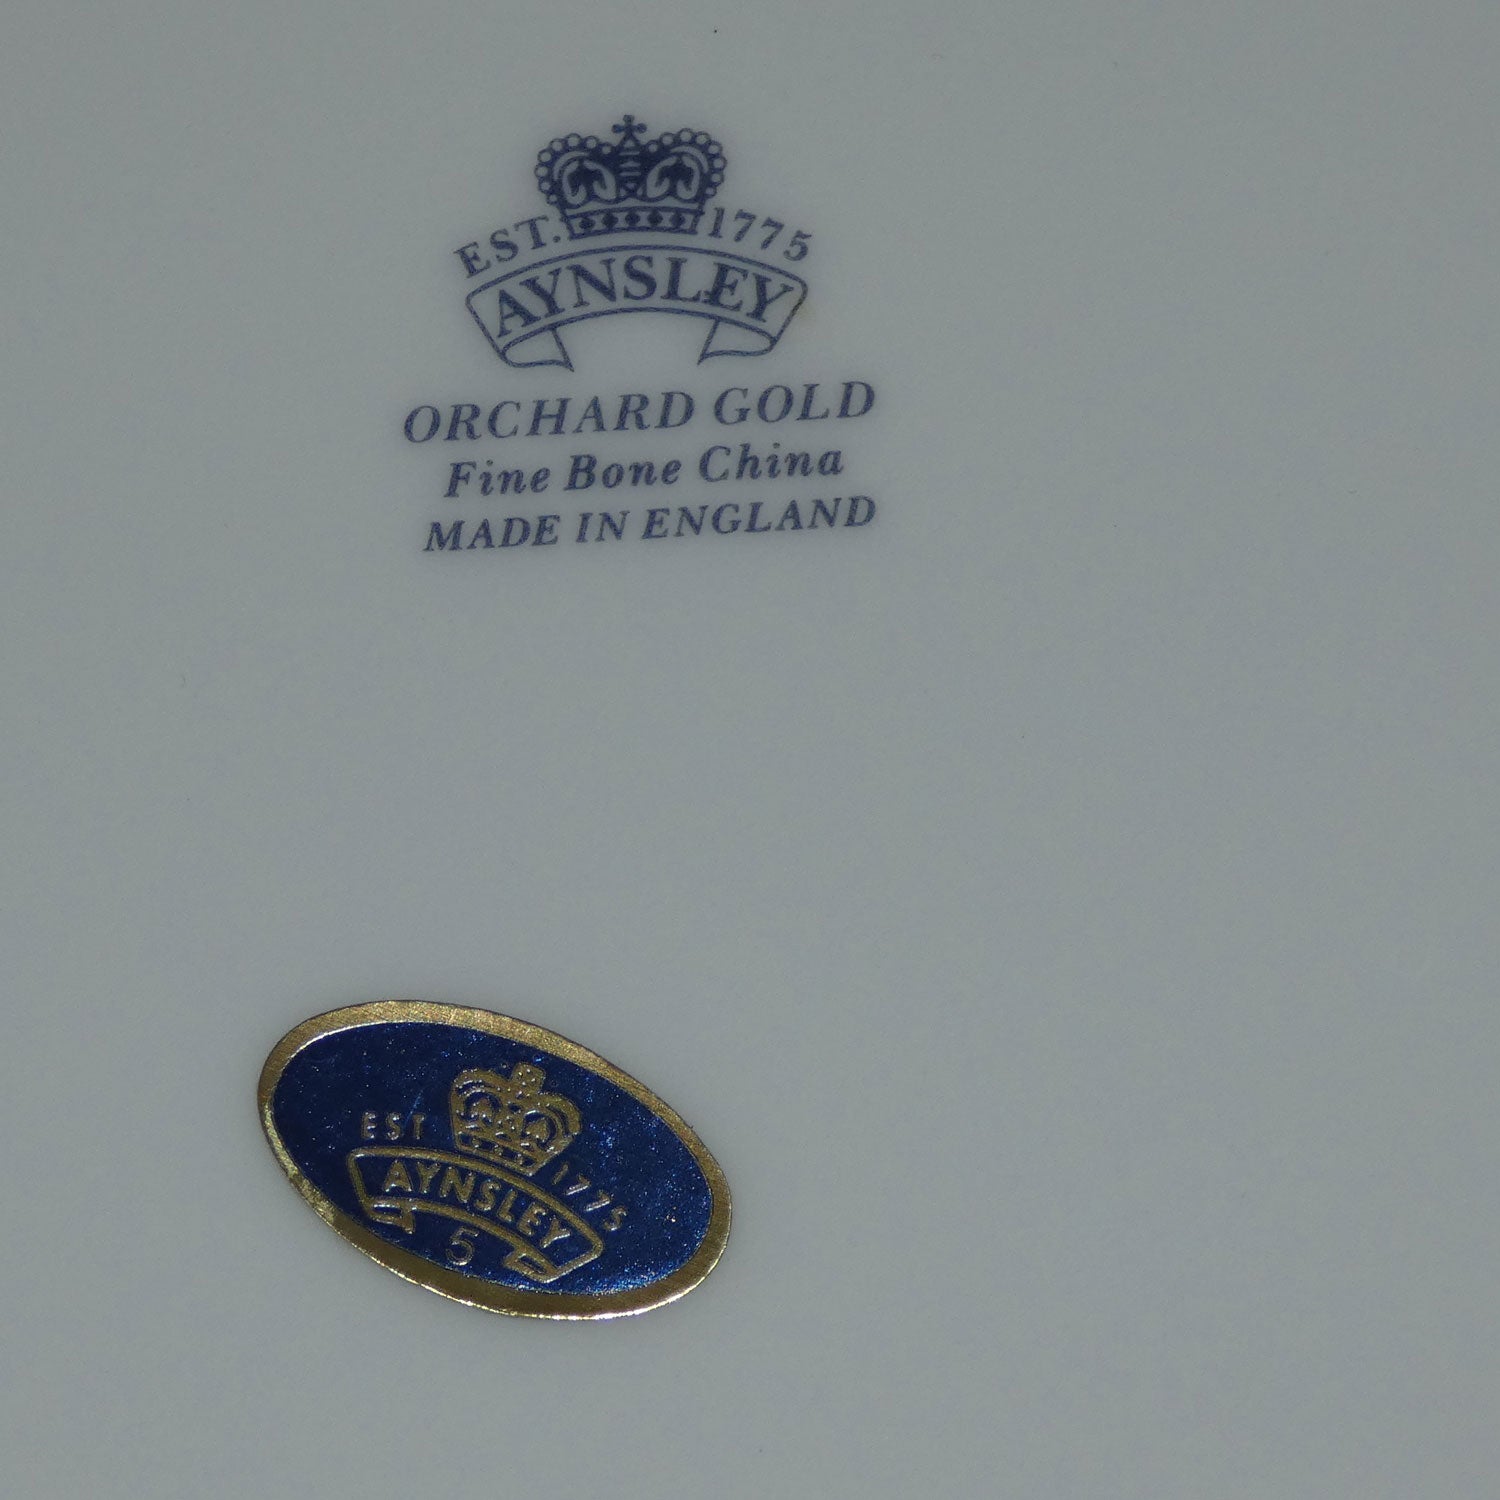 EST. 1775
AYNSLEY
ORCHARD GOLD
Fine Bone China
MADE IN ENGLAND
EST 1775
AYNSLEY
5